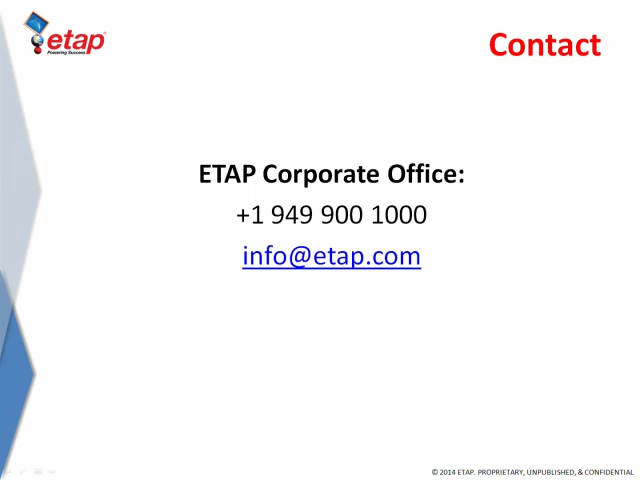 etap
Powering Success
Contact
ETAP Corporate Office:
+1 949 900 1000
info@etap.com
© 2014 ETAP. PROPRIETARY, UNPUBLISHED, & CONFIDENTIAL